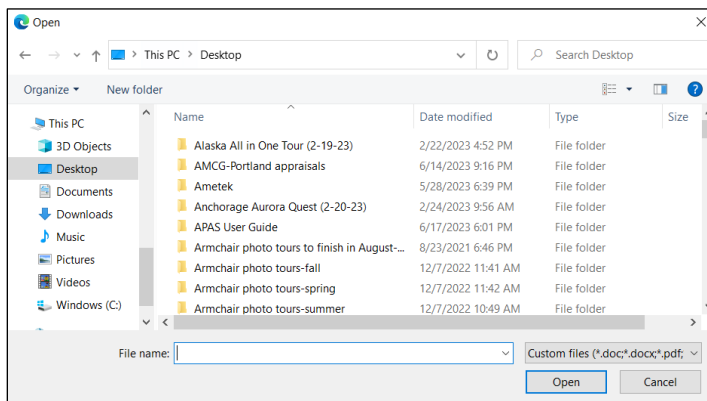 Open
This PC > Desktop
Search Desktop
Organize
New folder
?
Name
Date modified
Type
Size
This PC
3D Objects
Desktop
Documents
Downloads
Music
Pictures
Videos
Windows (C:)
Alaska All in One Tour (2-19-23) 2/22/2023 4:52 PM File folder
AMCG-Portland appraisals 6/14/2023 9:16 PM File folder
Ametek 5/28/2023 6:39 PM File folder
Anchorage Aurora Quest (2-20-23) 2/24/2023 9:56 AM File folder
APAS User Guide 6/17/2023 6:01 PM File folder
Armchair photo tours to finish in August-... 8/23/2021 6:46 PM File folder
Armchair photo tours-fall 12/7/2022 11:41 AM File folder
Armchair photo tours-spring 12/7/2022 11:42 AM File folder
Armchair photo tours-summer 12/7/2022 10:49 AM File folder
File name:
Custom files (*.doc;*.docx;*.pdf;
Open
Cancel